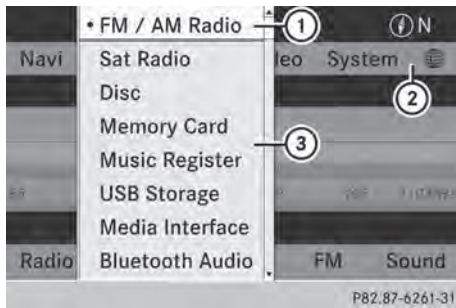 • FM / AM Radio 1 N
Navi Sat Radio eo System 2
Disc
Memory Card
Music Register 3
USB Storage
Media Interface
Radio Bluetooth Audio FM Sound
P82.87-6261-31